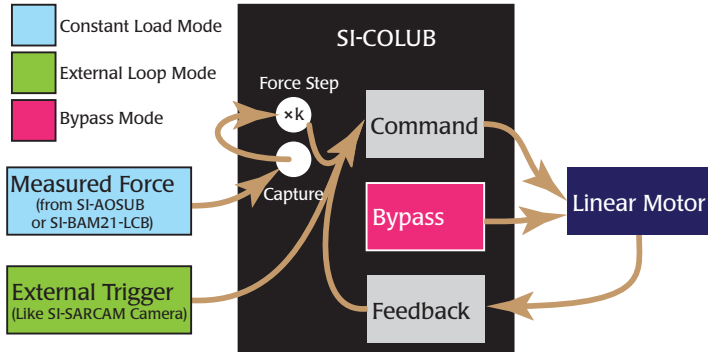 Constant Load Mode
External Loop Mode
Bypass Mode
SI-COLUB
Force Step
×k
Capture
Measured Force
(from SI-AOSUB
or SI-BAM21-LCB)
External Trigger
(Like SI-SARCAM Camera)
Command
Bypass
Feedback
Linear Motor